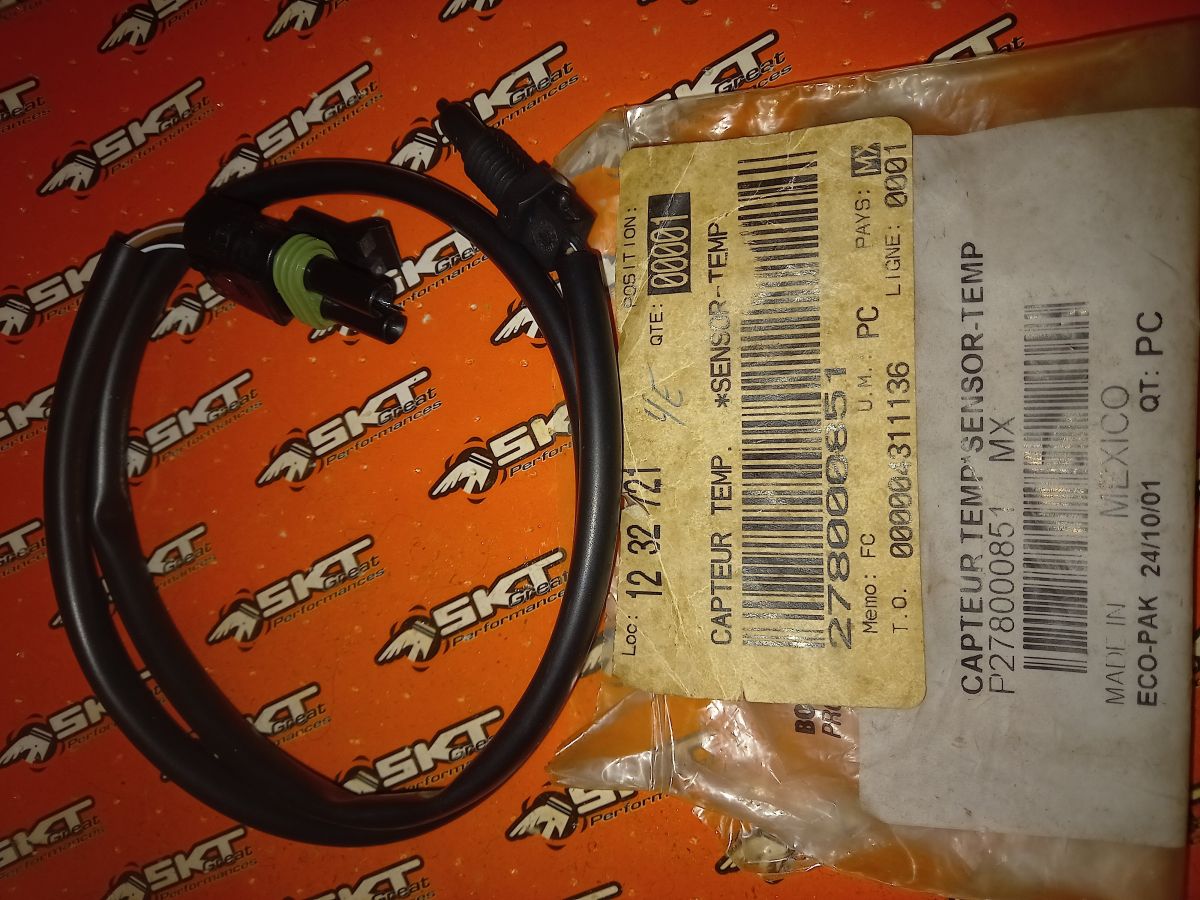 SKT Great
Performances
POSITION:
Loc: 12 32 121
QTE: 00001
CAPTEUR TEMP. *SENSOR-TEMP.
278000851
Memo: FC U.M.: PC PAYS: MX
T.O. 000004311136 LIGNE: 0001
BO
PRO
CAPTEUR TEMP*SENSOR-TEMP
P278000851 MX
MADE IN MEXICO
ECO-PAK 24/10/01 QT: PC